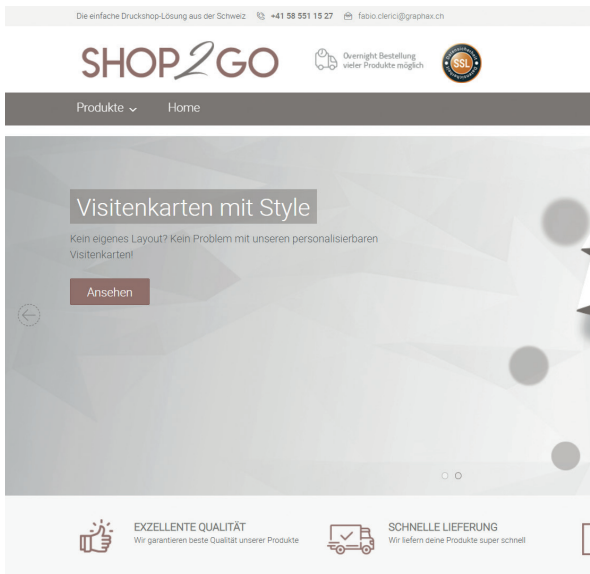 Die einfache Druckshop-Lösung aus der Schweiz +41 58 551 15 27 fabio.clerici@graphax.ch
SHOP2GO
Overnight Bestellung
vieler Produkte möglich
SSL
Produkte Home
Visitenkarten mit Style
Kein eigenes Layout? Kein Problem mit unseren personalisierbaren
Visitenkarten!
Ansehen
EXZELLENTE QUALITÄT
Wir garantieren beste Qualität unserer Produkte
SCHNELLE LIEFERUNG
Wir liefern deine Produkte super schnell